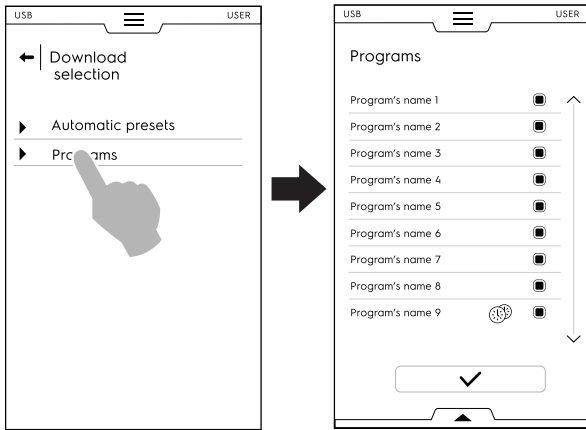 USB
USER
Download
selection
Automatic presets
Programs
USB
USER
Programs
Program's name 1
Program's name 2
Program's name 3
Program's name 4
Program's name 5
Program's name 6
Program's name 7
Program's name 8
Program's name 9